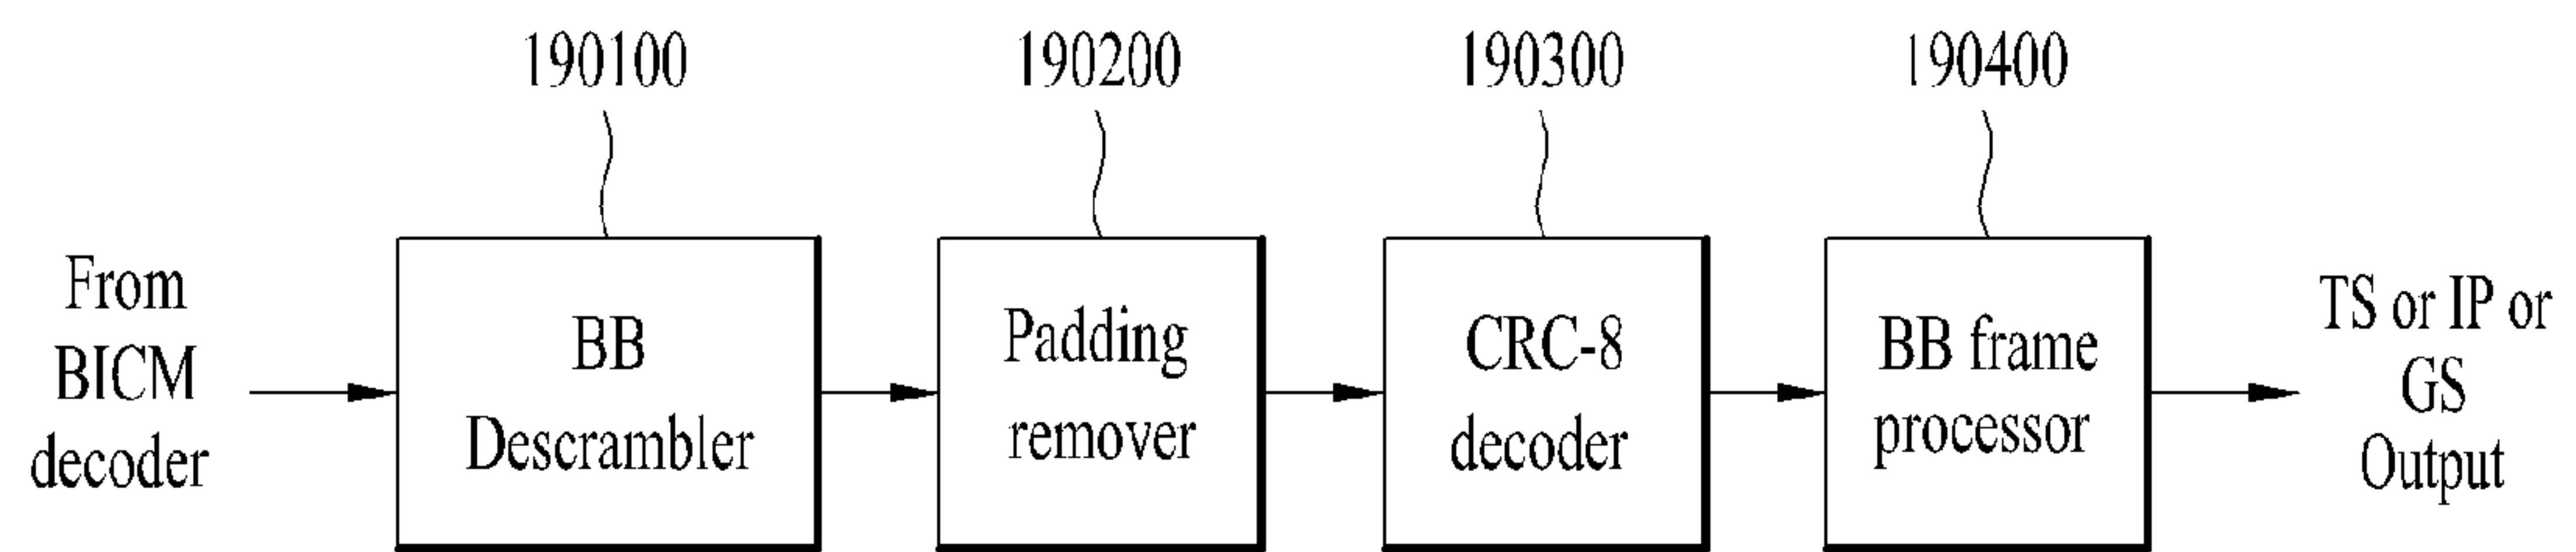 190100
190200
190300
190400
From
BICM
decoder
BB
Descrambler
Padding
remover
CRC-8
decoder
BB frame
processor
TS or IP or
GS
Output